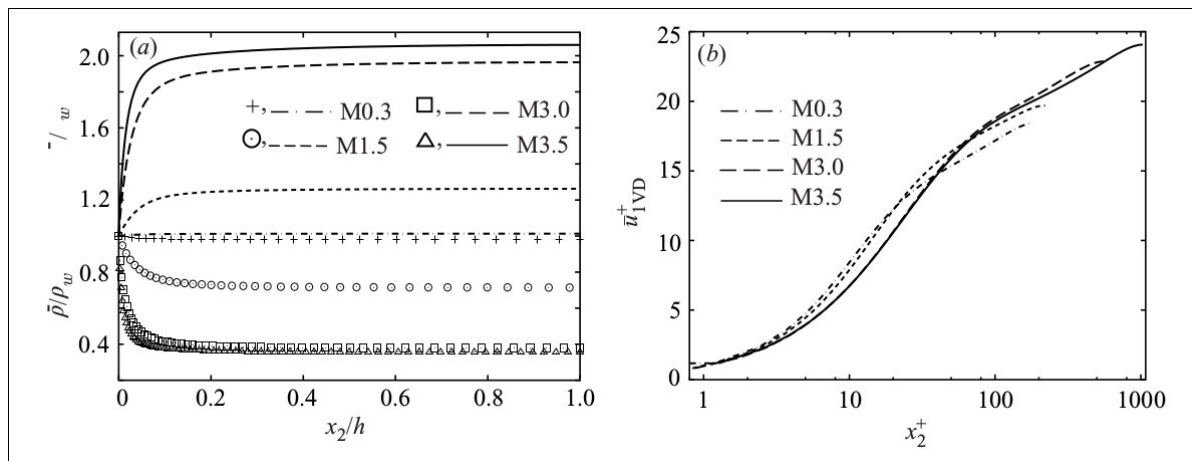 (a)
2.0
1.6
1.2
0.8
0.4
¯/ w
ρ̄/ρw
+, M0.3
, M3.0
, M1.5
, M3.5
0 0.2 0.4 0.6 0.8 1.0
x2/h
(b)
25
20
15
10
5
0
ū+1VD
M0.3
M1.5
M3.0
M3.5
1 10 100 1000
x2+